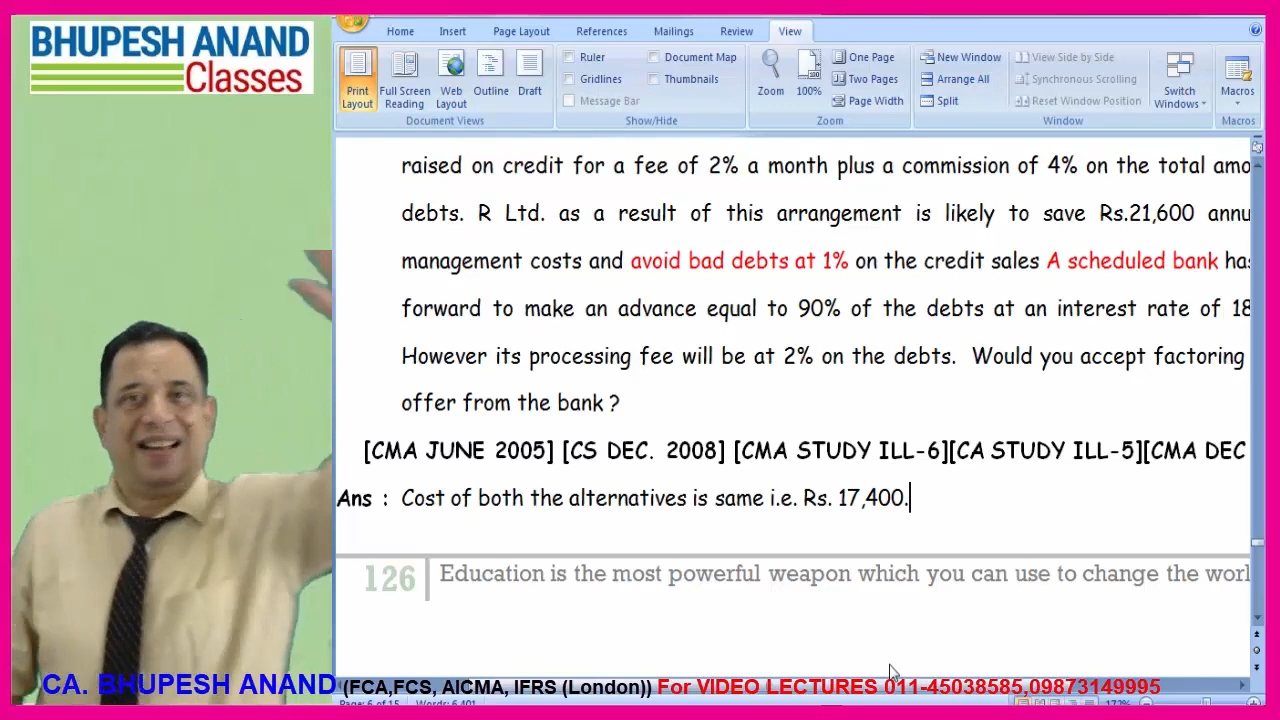 BHUPESH ANAND
Classes
Home Insert Page Layout References Mailings Review View
Print Layout
Full Screen Reading
Web Layout
Outline
Draft
Document Views
Ruler
Gridlines
Message Bar
Document Map
Thumbnails
Show/Hide
Zoom
100%
One Page
Two Pages
Page Width
Zoom
New Window
Arrange All
Split
View Side by Side
Synchronous Scrolling
Reset Window Position
Switch Windows
Window
Macros
Macros
raised on credit for a fee of 2% a month plus a commission of 4% on the total amo
debts. R Ltd. as a result of this arrangement is likely to save Rs.21,600 annu
management costs and avoid bad debts at 1% on the credit sales A scheduled bank has
forward to make an advance equal to 90% of the debts at an interest rate of 18
However its processing fee will be at 2% on the debts. Would you accept factoring
offer from the bank ?
[CMA JUNE 2005] [CS DEC. 2008] [CMA STUDY ILL-6][CA STUDY ILL-5][CMA DEC
Ans : Cost of both the alternatives is same i.e. Rs. 17,400.
126 Education is the most powerful weapon which you can use to change the worl
CA. BHUPESH ANAND (FCA,FCS, AICMA, IFRS (London)) For VIDEO LECTURES 011-45038585,09873149995
Page: 6 of 15 Words: 6,401 172%